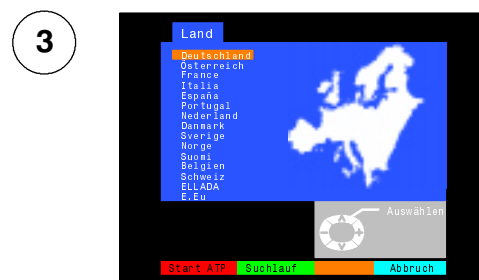 3
Land
Deutschland
Österreich
France
Italia
España
Portugal
Nederland
Danmark
Sverige
Norge
Suomi
Belgien
Schweiz
ELLADA
E.Eu
Auswählen
Start ATP Suchlauf Abbruch